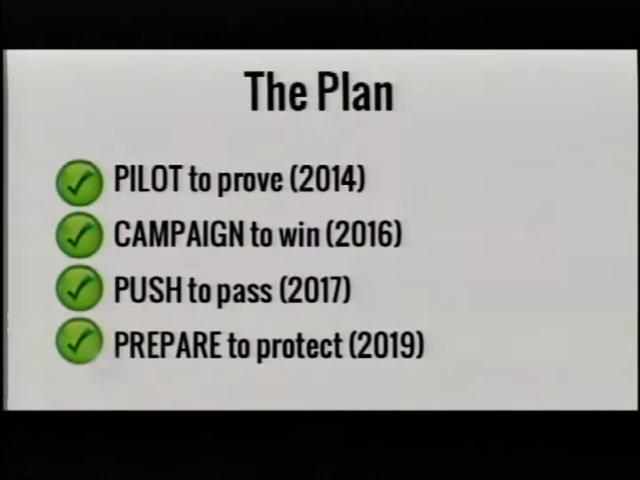 The Plan
PILOT to prove (2014)
CAMPAIGN to win (2016)
PUSH to pass (2017)
PREPARE to protect (2019)